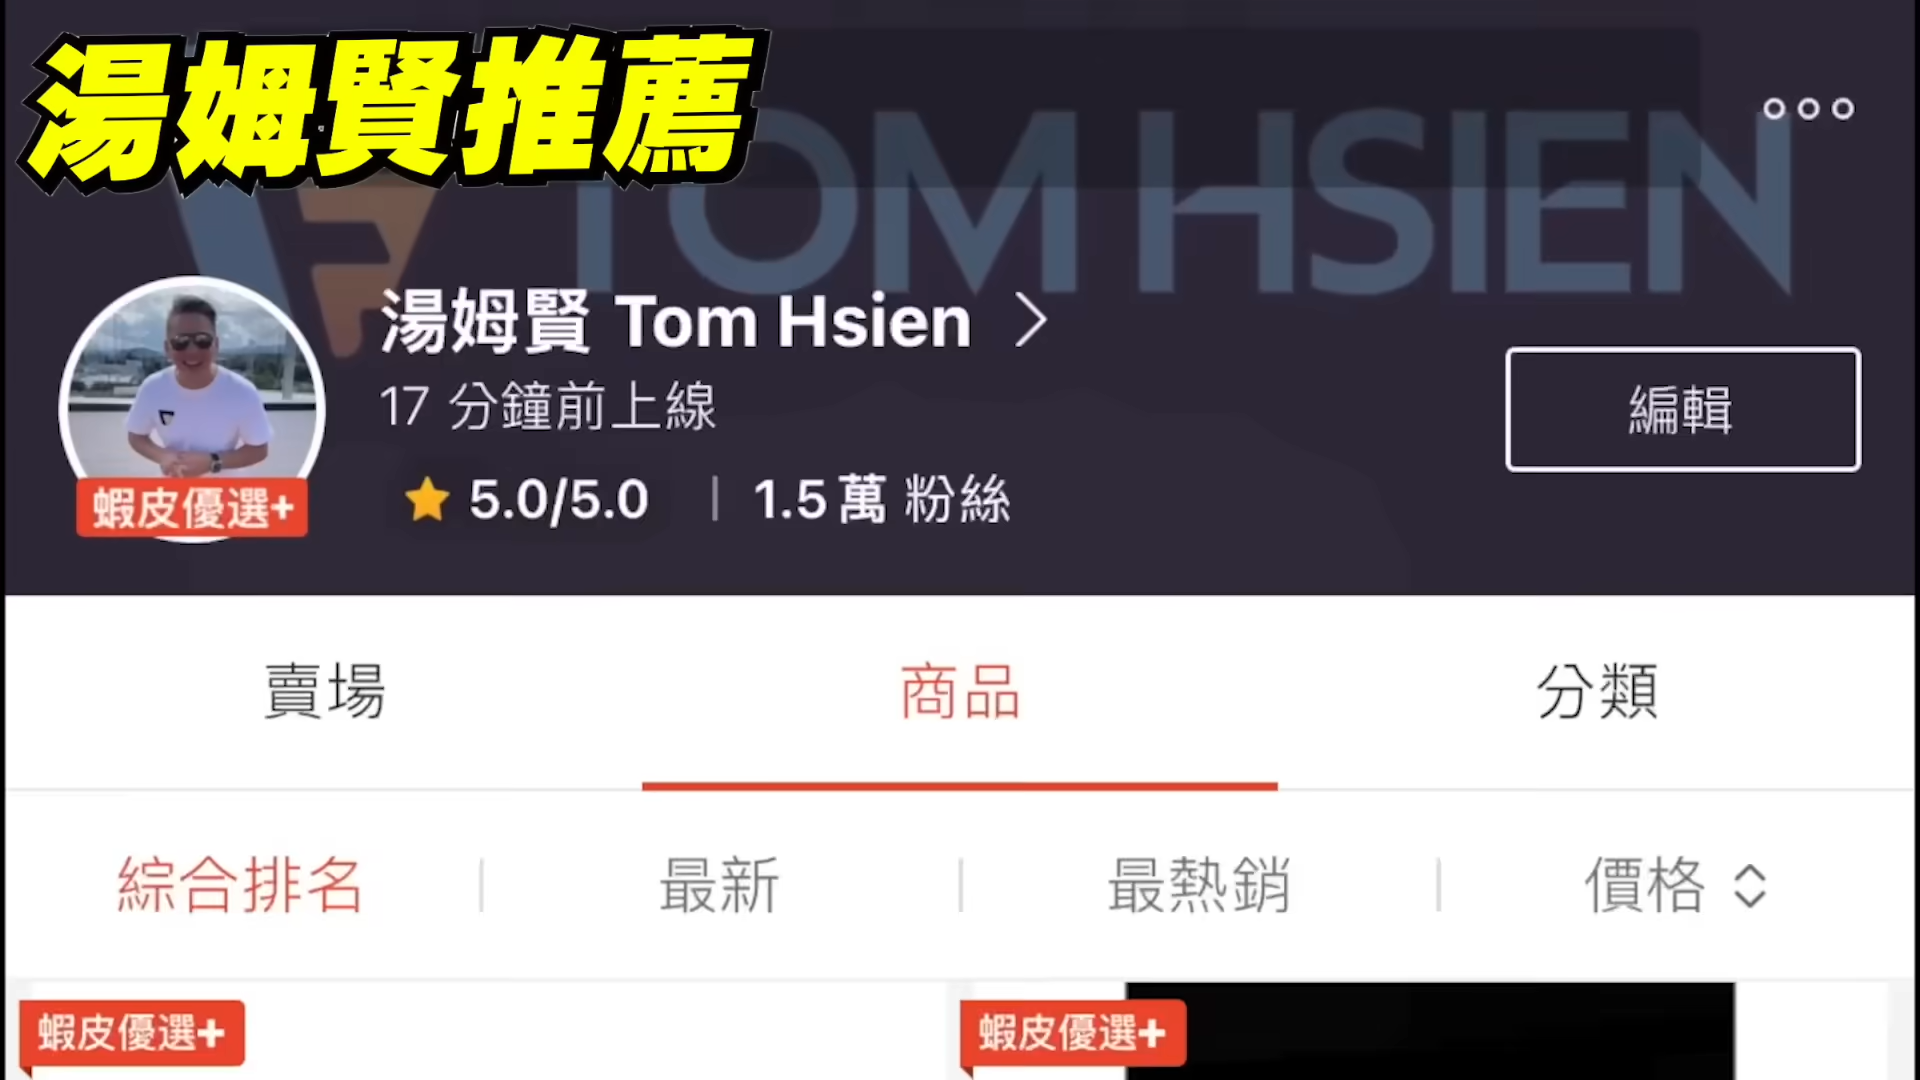 湯姆賢推薦
TOM HSIEN
湯姆賢 Tom Hsien
17 分鐘前上線
編輯
蝦皮優選+
5.0/5.0 | 1.5萬 粉絲
賣場 商品 分類
綜合排名 | 最新 | 最熱銷 | 價格
蝦皮優選+ 蝦皮優選+